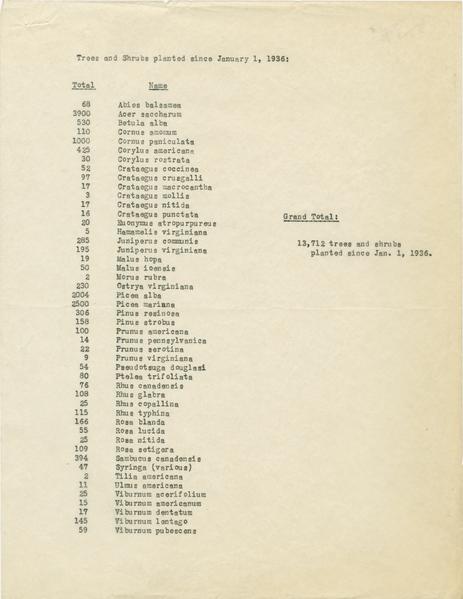 Trees and Shrubs planted since January 1, 1936:
Total Name
68 Abies balsamea
3900 Acer saccharum
530 Betula alba
110 Cornus amomum
1000 Cornus paniculata
425 Corylus americana
30 Corylus rostrata
52 Crataegus coccinea
97 Crataegus crusgalli
17 Crataegus macrocantha
3 Crataegus mollis
17 Crataegus nitida
16 Crataegus punctata
20 Euonymus atropurpureus
5 Hamamelis virginiana
285 Juniperus communis
195 Juniperus virginiana
19 Malus hopa
50 Malus ioensis
2 Morus rubra
230 Ostrya virginiana
2004 Picea alba
2500 Picea mariana
306 Pinus resinosa
158 Pinus strobus
100 Prunus americana
14 Prunus pennsylvanica
22 Prunus serotina
9 Prunus virginiana
54 Pseudotsuga douglasi
80 Ptelea trifoliata
76 Rhus canadensis
108 Rhus glabra
25 Rhus copallina
115 Rhus typhina
166 Rosa blanda
55 Rosa lucida
25 Rosa nitida
109 Rosa setigera
394 Sambucus canadensis
47 Syringa (various)
2 Tilia americana
11 Ulmus americana
25 Viburnum acerifolium
15 Viburnum americanum
17 Viburnum dentatum
145 Viburnum lentago
59 Viburnum pubescens
Grand Total:
13,712 trees and shrubs
planted since Jan. 1, 1936.